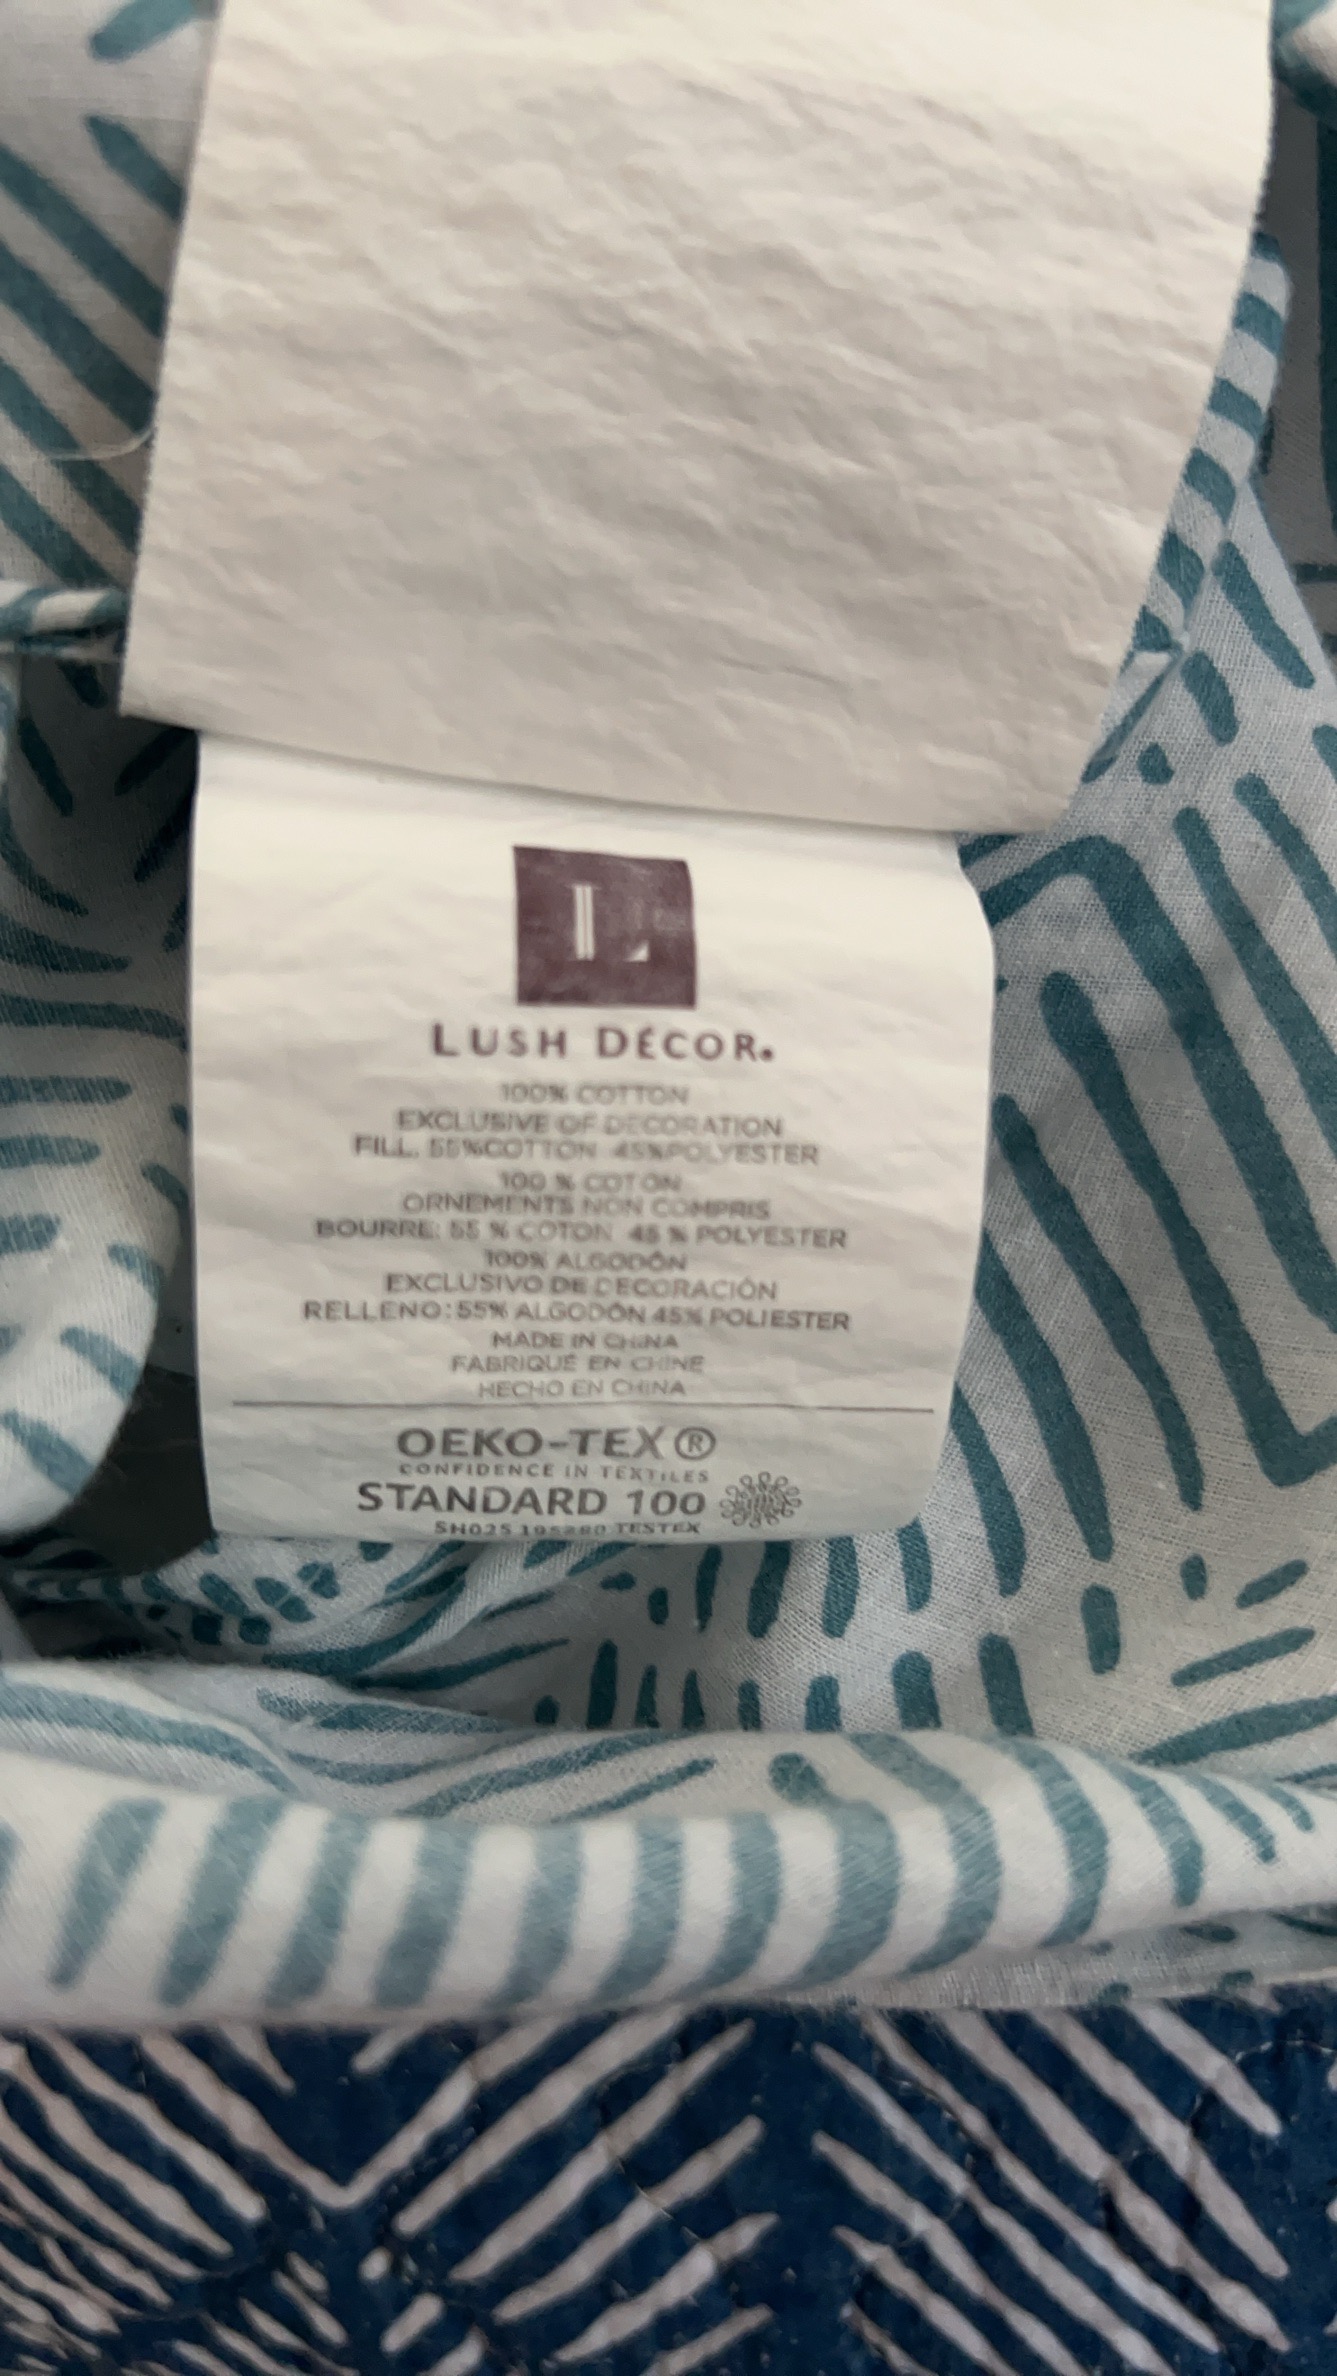 L
LUSH DÉCOR.
100% COTTON
EXCLUSIVE OF DECORATION
FILL. 55%COTTON 45%POLYESTER
100 % COTON
ORNEMENTS NON COMPRIS
BOURRE: 55 % COTON 45 % POLYESTER
100% ALGODÓN
EXCLUSIVO DE DECORACIÓN
RELLENO: 55% ALGODÓN 45% POLIESTER
MADE IN CHINA
FABRIQUÉ EN CHINE
HECHO EN CHINA
OEKO-TEX®
CONFIDENCE IN TEXTILES
STANDARD 100
SH025 195280 TESTEX